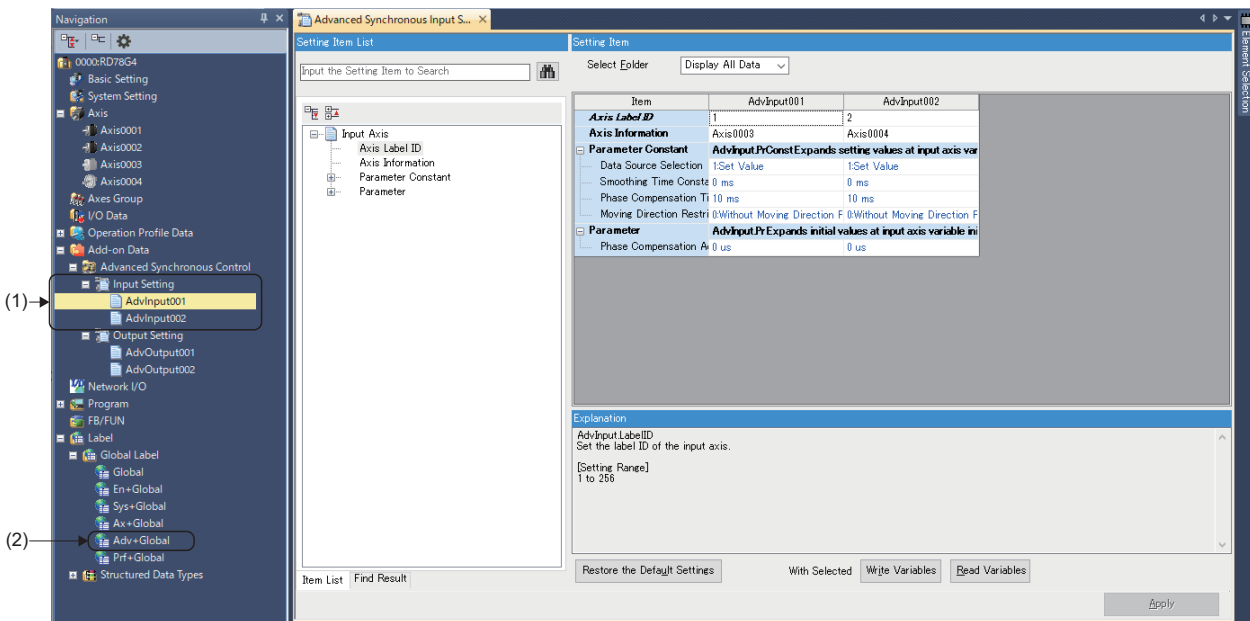 Navigation
0000:RD78G4
Basic Setting
System Setting
Axis
Axis0001
Axis0002
Axis0003
Axis0004
Axes Group
I/O Data
Operation Profile Data
Add-on Data
Advanced Synchronous Control
(1)
Input Setting
AdvInput001
AdvInput002
Output Setting
AdvOutput001
AdvOutput002
Network I/O
Program
FB/FUN
Label
Global Label
Global
En+Global
Sys+Global
Ax+Global
(2)
Adv+Global
Prf+Global
Structured Data Types
Advanced Synchronous Input S...
Setting Item List
Input the Setting Item to Search
Input Axis
Axis Label ID
Axis Information
Parameter Constant
Parameter
Item List Find Result
Setting Item
Select Folder Display All Data
Item AdvInput001 AdvInput002
Axis Label ID 1 2
Axis Information Axis0003 Axis0004
Parameter Constant AdvInput.PrConst Expands setting values at input axis var
Data Source Selection 1:Set Value 1:Set Value
Smoothing Time Consta 0 ms 0 ms
Phase Compensation Ti 10 ms 10 ms
Moving Direction Restri 0:Without Moving Direction F 0:Without Moving Direction F
Parameter AdvInput.Pr Expands initial values at input axis variable ini
Phase Compensation A 0 us 0 us
Explanation
AdvInput.LabelID
Set the label ID of the input axis.
[Setting Range]
1 to 256
Restore the Default Settings With Selected Write Variables Read Variables
Apply
Element Selection